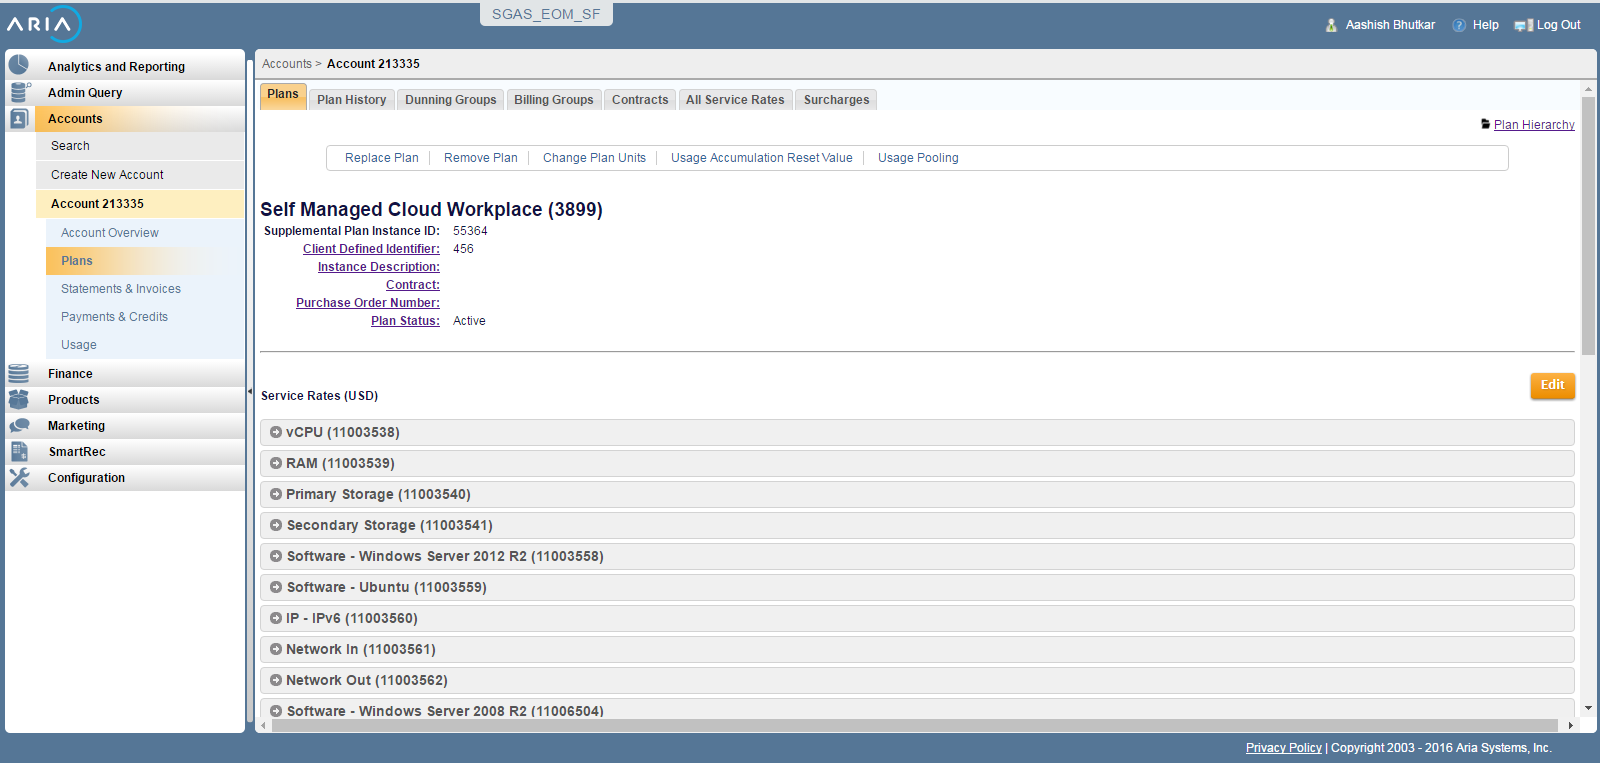 SGAS_EOM_SF
ARIA
Aashish Bhutkar Help Log Out
Analytics and Reporting
Admin Query
Accounts
Search
Create New Account
Account 213335
Account Overview
Plans
Statements & Invoices
Payments & Credits
Usage
Finance
Products
Marketing
SmartRec
Configuration
Accounts > Account 213335
Plans Plan History Dunning Groups Billing Groups Contracts All Service Rates Surcharges
Plan Hierarchy
Replace Plan Remove Plan Change Plan Units Usage Accumulation Reset Value Usage Pooling
Self Managed Cloud Workplace (3899)
Supplemental Plan Instance ID: 55364
Client Defined Identifier: 456
Instance Description:
Contract:
Purchase Order Number:
Plan Status: Active
Edit
Service Rates (USD)
vCPU (11003538)
RAM (11003539)
Primary Storage (11003540)
Secondary Storage (11003541)
Software - Windows Server 2012 R2 (11003558)
Software - Ubuntu (11003559)
IP - IPv6 (11003560)
Network In (11003561)
Network Out (11003562)
Software - Windows Server 2008 R2 (11006504)
Privacy Policy | Copyright 2003 - 2016 Aria Systems, Inc.